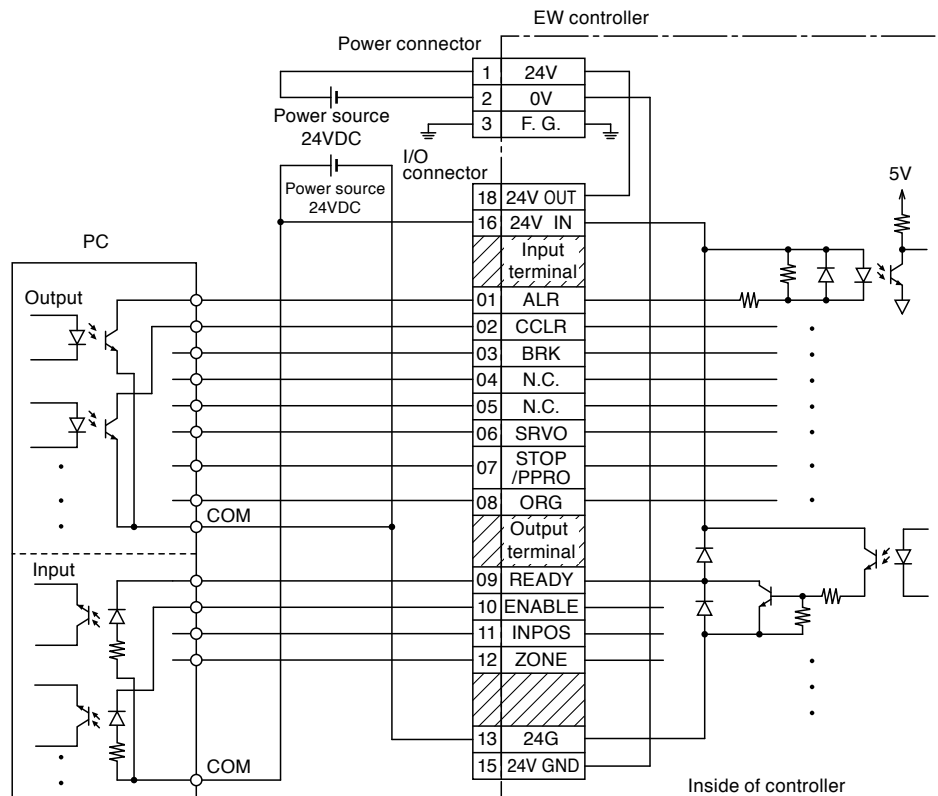 EW controller
Power connector
1 24V
2 0V
3 F. G.
Power source
24VDC
I/O
connector
Power source
24VDC
18 24V OUT
16 24V IN
5V
Input
terminal
PC
Output
01 ALR
02 CCLR
03 BRK
04 N.C.
05 N.C.
06 SRVO
07 STOP
/PPRO
08 ORG
COM
Output
terminal
Input
09 READY
10 ENABLE
11 INPOS
12 ZONE
13 24G
COM
15 24V GND
Inside of controller